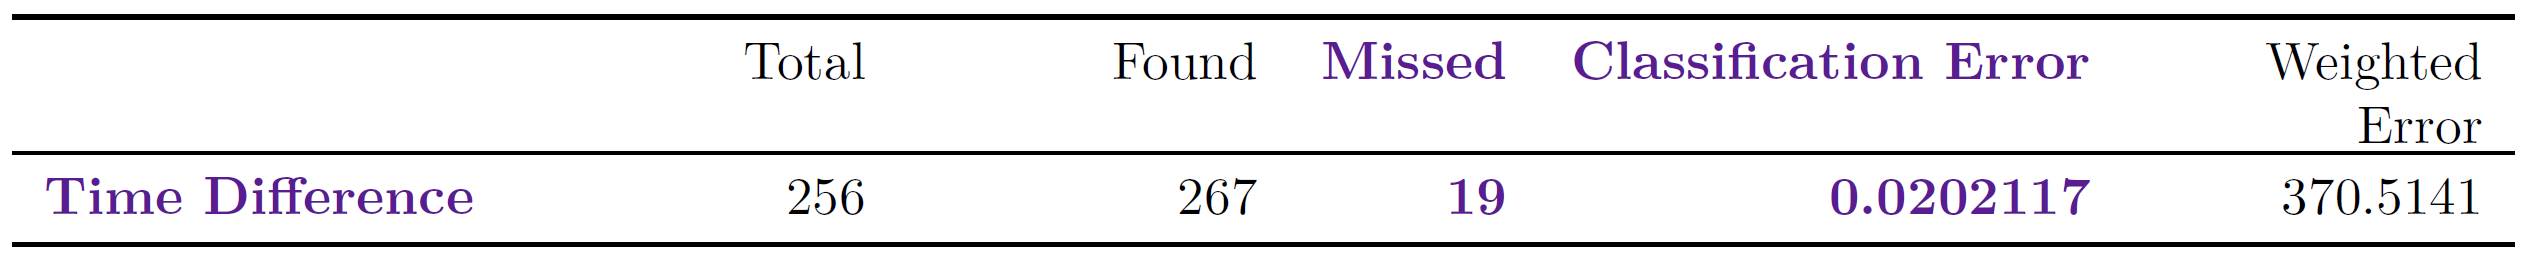 Total Found Missed Classification Error Weighted
Error
Time Difference 256 267 19 0.0202117 370.5141